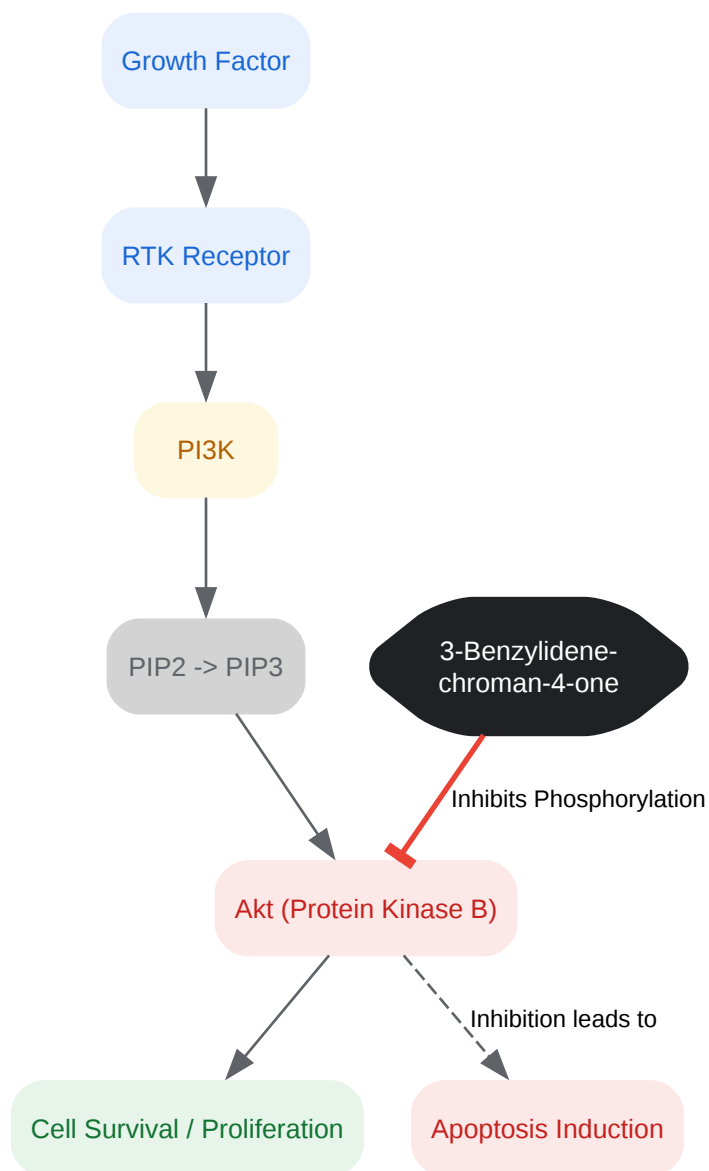 Growth Factor
RTK Receptor
PI3K
PIP2 -> PIP3
3-Benzylidene-
chroman-4-one
Inhibits Phosphorylation
Akt (Protein Kinase B)
Inhibition leads to
Cell Survival / Proliferation
Apoptosis Induction